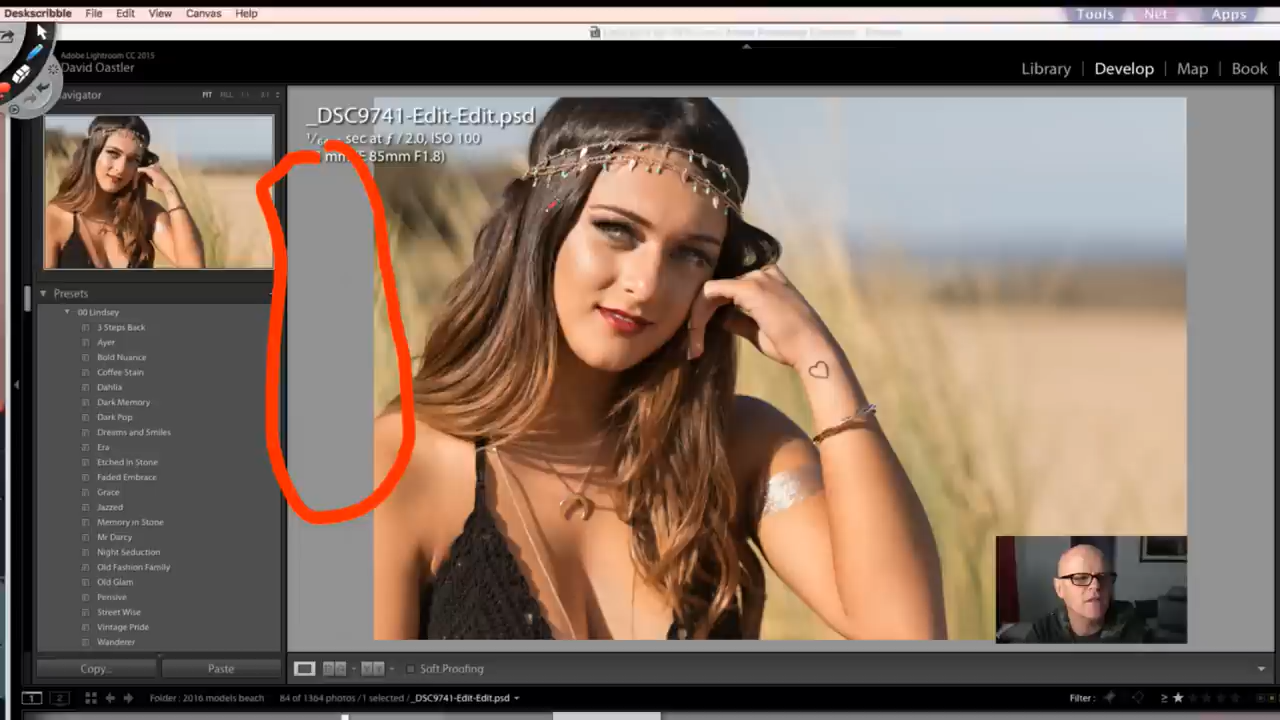 Deskscribble File Edit View Canvas Help
Tools Net Apps
Adobe Lightroom CC 2015
David Oastler
Library | Develop | Map | Book
avigator FIT FILL 1:1
_DSC9741-Edit-Edit.psd
sec at ƒ / 2.0, ISO 100
mm (E 85mm F1.8)
Presets
00 Lindsey
3 Steps Back
Ayer
Bold Nuance
Coffee Stain
Dahlia
Dark Memory
Dark Pop
Dreams and Smiles
Era
Etched In Stone
Faded Embrace
Grace
Jazzed
Memory in Stone
Mr Darcy
Night Seduction
Old Fashion Family
Old Glam
Pensive
Street Wise
Vintage Pride
Wanderer
Copy... Paste
Soft Proofing
1 2 Folder : 2016 models beach 84 of 1364 photos / 1 selected / _DSC9741-Edit-Edit.psd Filter :